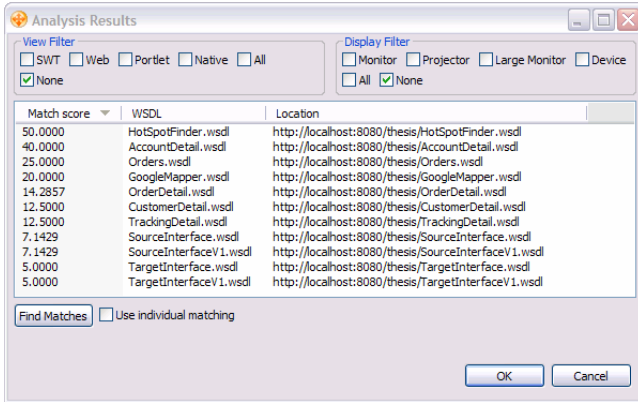 Analysis Results
View Filter
SWT Web Portlet Native All
None
Display Filter
Monitor Projector Large Monitor Device
All None
Match score WSDL Location
50.0000 HotSpotFinder.wsdl http://localhost:8080/thesis/HotSpotFinder.wsdl
40.0000 AccountDetail.wsdl http://localhost:8080/thesis/AccountDetail.wsdl
25.0000 Orders.wsdl http://localhost:8080/thesis/Orders.wsdl
20.0000 GoogleMapper.wsdl http://localhost:8080/thesis/GoogleMapper.wsdl
14.2857 OrderDetail.wsdl http://localhost:8080/thesis/OrderDetail.wsdl
12.5000 CustomerDetail.wsdl http://localhost:8080/thesis/CustomerDetail.wsdl
12.5000 TrackingDetail.wsdl http://localhost:8080/thesis/TrackingDetail.wsdl
7.1429 SourceInterface.wsdl http://localhost:8080/thesis/SourceInterface.wsdl
7.1429 SourceInterfaceV1.wsdl http://localhost:8080/thesis/SourceInterfaceV1.wsdl
5.0000 TargetInterface.wsdl http://localhost:8080/thesis/TargetInterface.wsdl
5.0000 TargetInterfaceV1.wsdl http://localhost:8080/thesis/TargetInterfaceV1.wsdl
Find Matches Use individual matching
OK Cancel